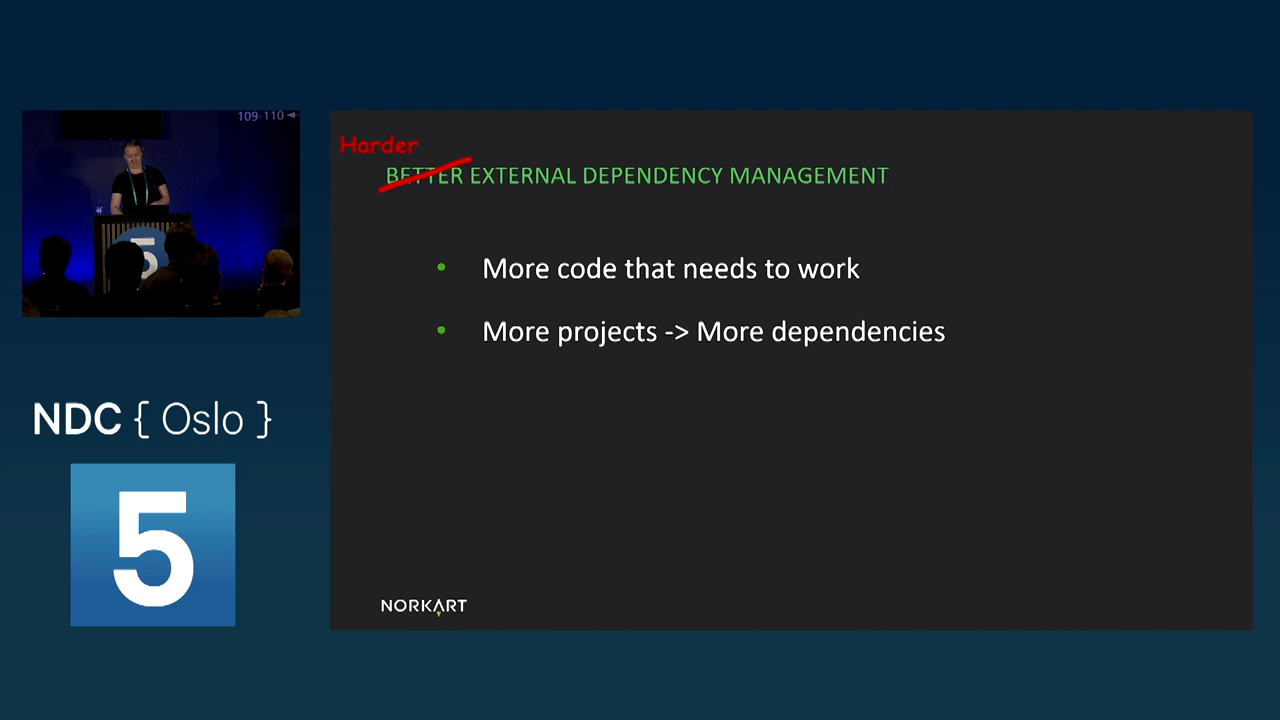 109-110
Harder
BETTER EXTERNAL DEPENDENCY MANAGEMENT
• More code that needs to work
• More projects -> More dependencies
NORKART
5
NDC { Oslo }
5